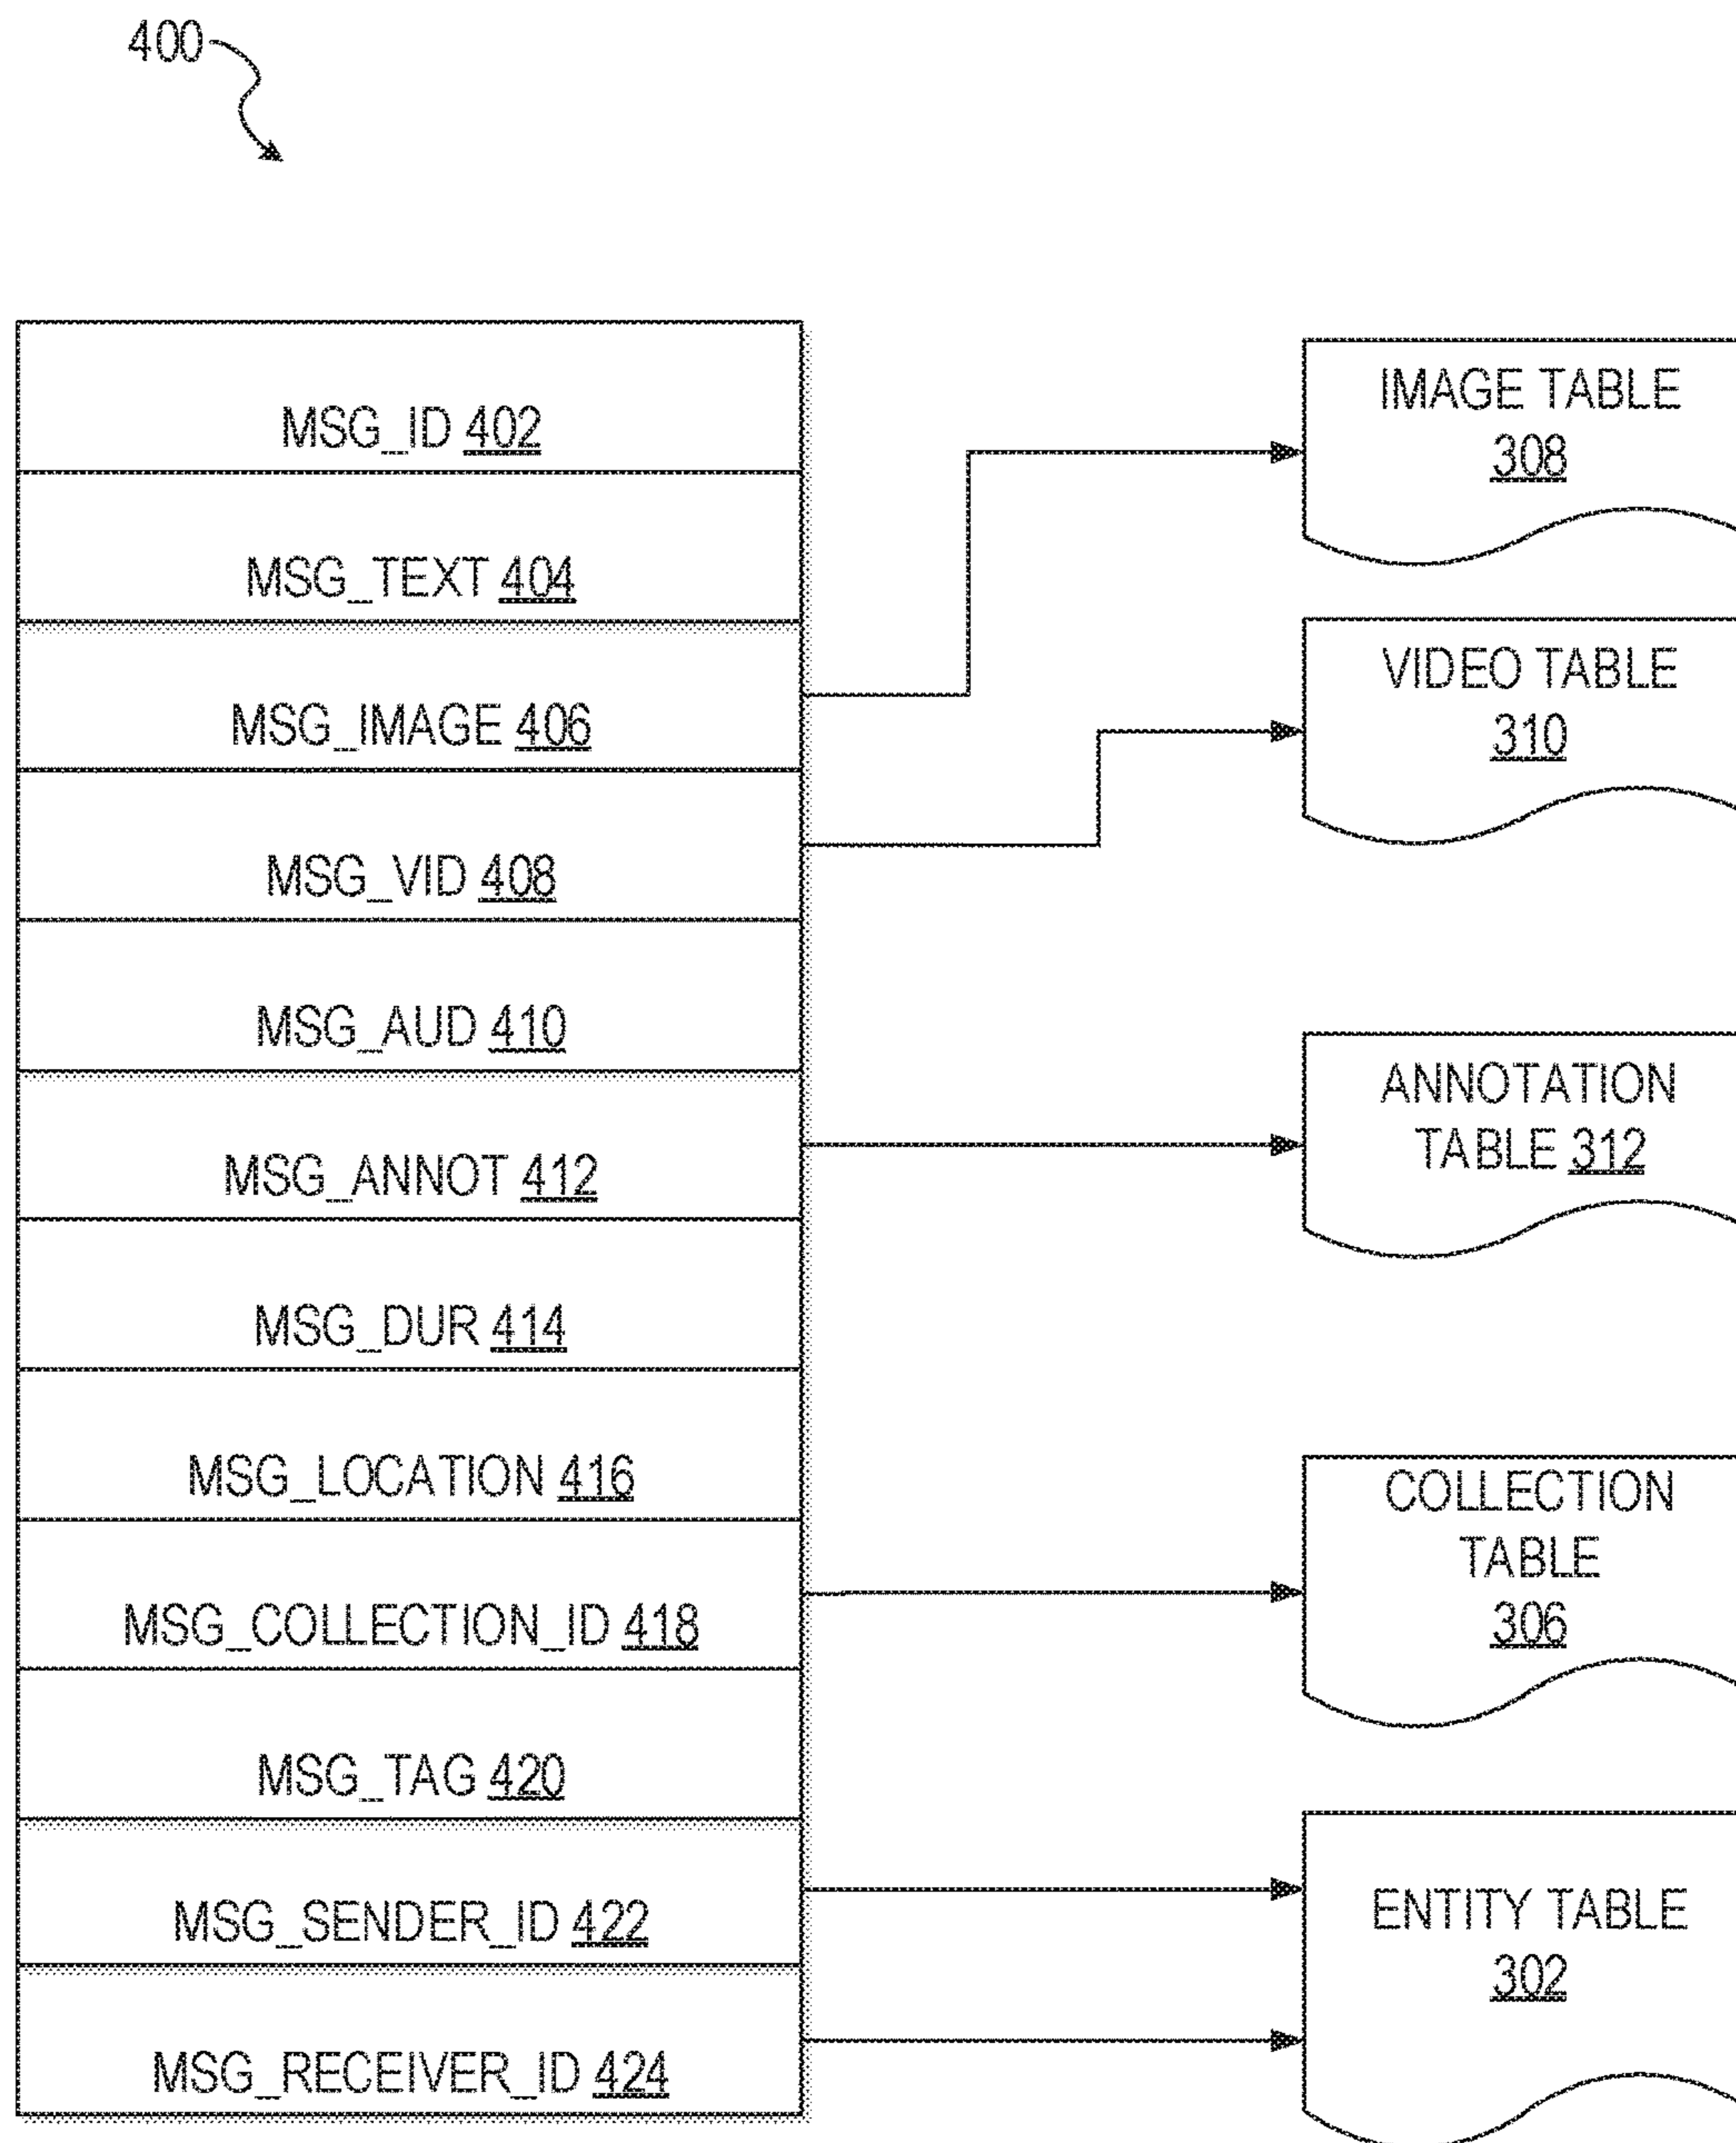 400
MSG_ID 402
MSG_TEXT 404
MSG_IMAGE 406
MSG_VID 408
MSG_AUD 410
MSG_ANNOT 412
MSG_DUR 414
MSG_LOCATION 416
MSG_COLLECTION_ID 418
MSG_TAG 420
MSG_SENDER_ID 422
MSG_RECEIVER_ID 424
IMAGE TABLE
308
VIDEO TABLE
310
ANNOTATION
TABLE 312
COLLECTION
TABLE
306
ENTITY TABLE
302